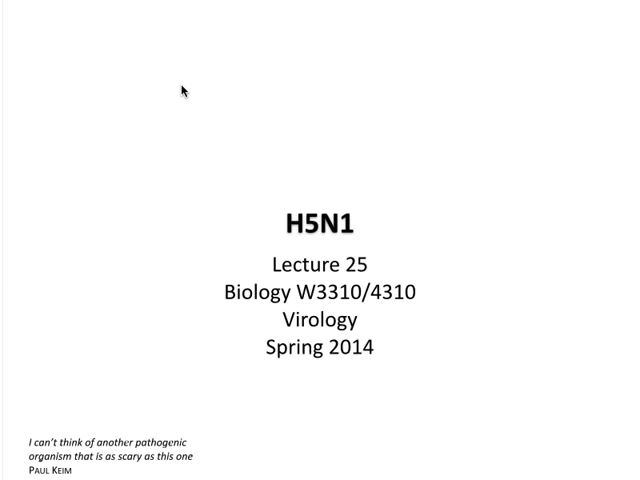 H5N1
Lecture 25
Biology W3310/4310
Virology
Spring 2014
I can't think of another pathogenic
organism that is as scary as this one
PAUL KEIM